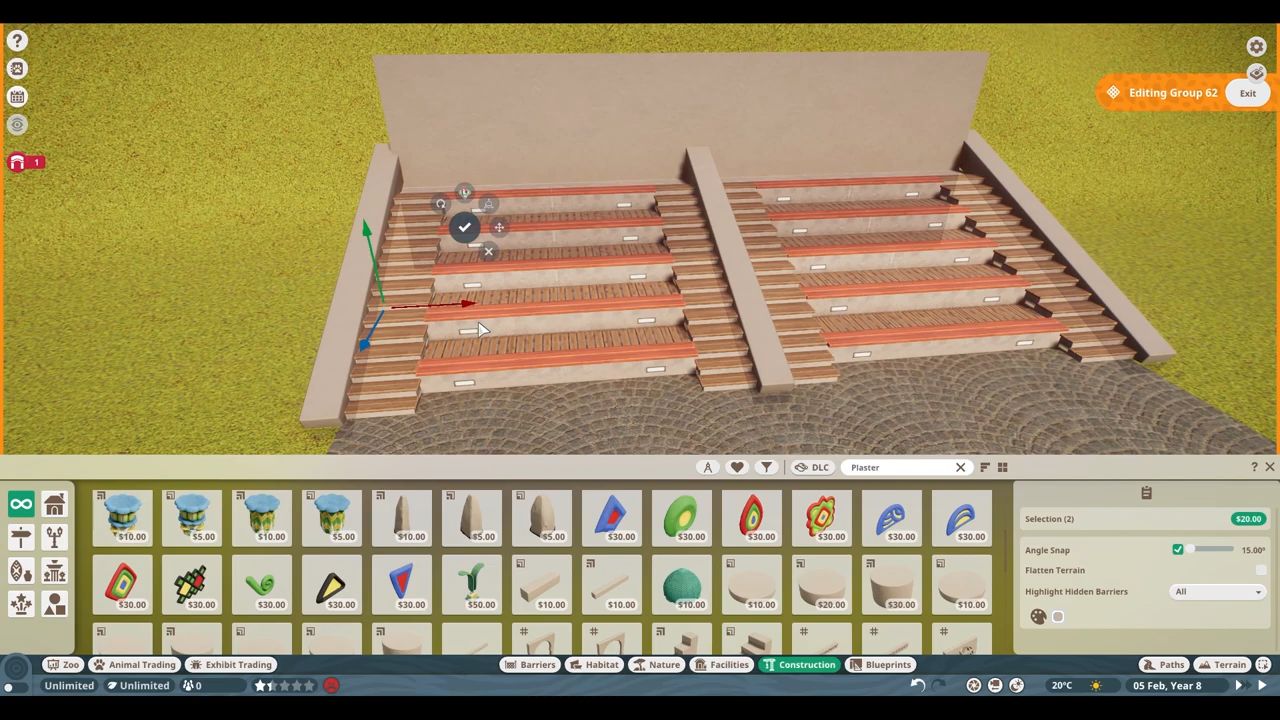 ?
Editing Group 62
Exit
1
DLC
Plaster
?
$10.00
$5.00
$10.00
$5.00
$10.00
$5.00
$5.00
$30.00
$30.00
$30.00
$30.00
$30.00
$30.00
Selection (2)
$20.00
Angle Snap
15.00°
Flatten Terrain
Highlight Hidden Barriers
All
$30.00
$30.00
$30.00
$30.00
$30.00
$50.00
$10.00
$10.00
$10.00
$10.00
$20.00
$30.00
$10.00
Zoo
Animal Trading
Exhibit Trading
Barriers
Habitat
Nature
Facilities
Construction
Blueprints
Paths
Terrain
Unlimited
Unlimited
0
20°C
05 Feb, Year 8